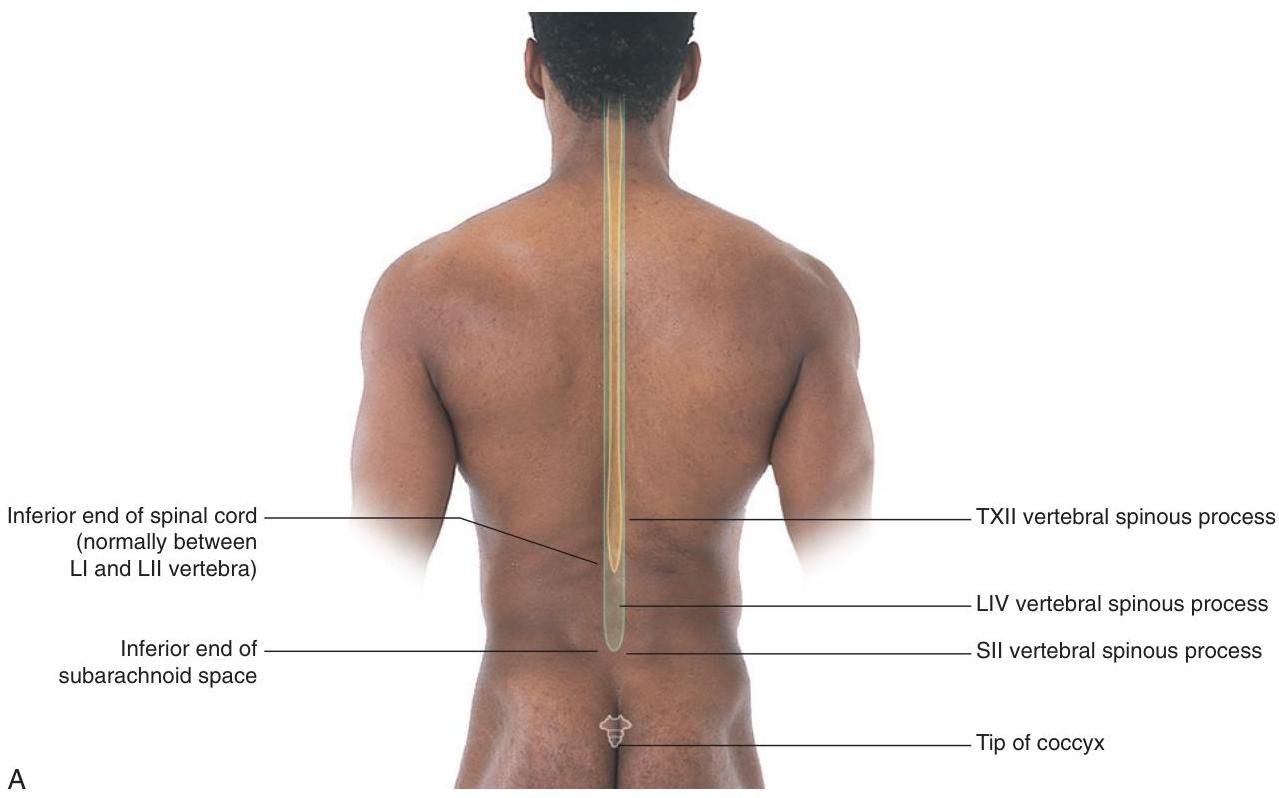 Inferior end of spinal cord
(normally between
LI and LII vertebra)
Inferior end of
subarachnoid space
TXII vertebral spinous process
LIV vertebral spinous process
SII vertebral spinous process
Tip of coccyx
A